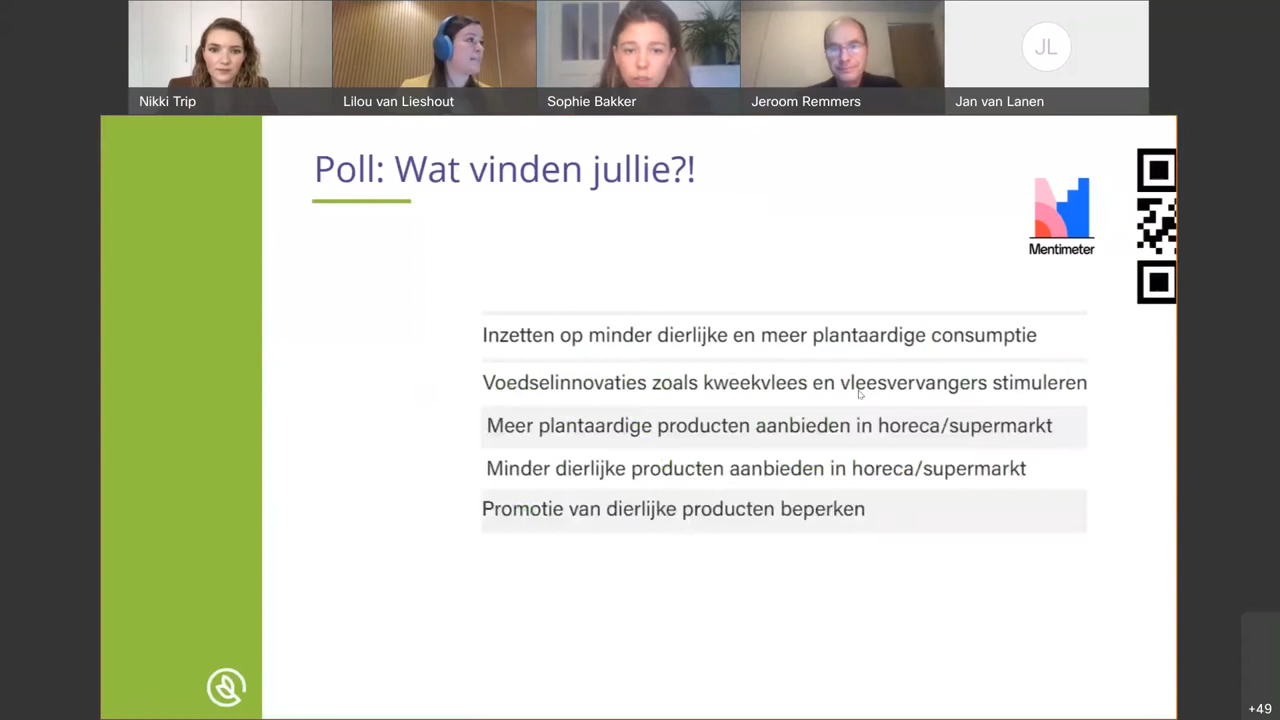 Nikki Trip
Lilou van Lieshout
Sophie Bakker
Jeroom Remmers
JL
Jan van Lanen
Poll: Wat vinden jullie?!
Mentimeter
Inzetten op minder dierlijke en meer plantaardige consumptie
Voedselinnovaties zoals kweekvlees en vleesvervangers stimuleren
Meer plantaardige producten aanbieden in horeca/supermarkt
Minder dierlijke producten aanbieden in horeca/supermarkt
Promotie van dierlijke producten beperken
+49